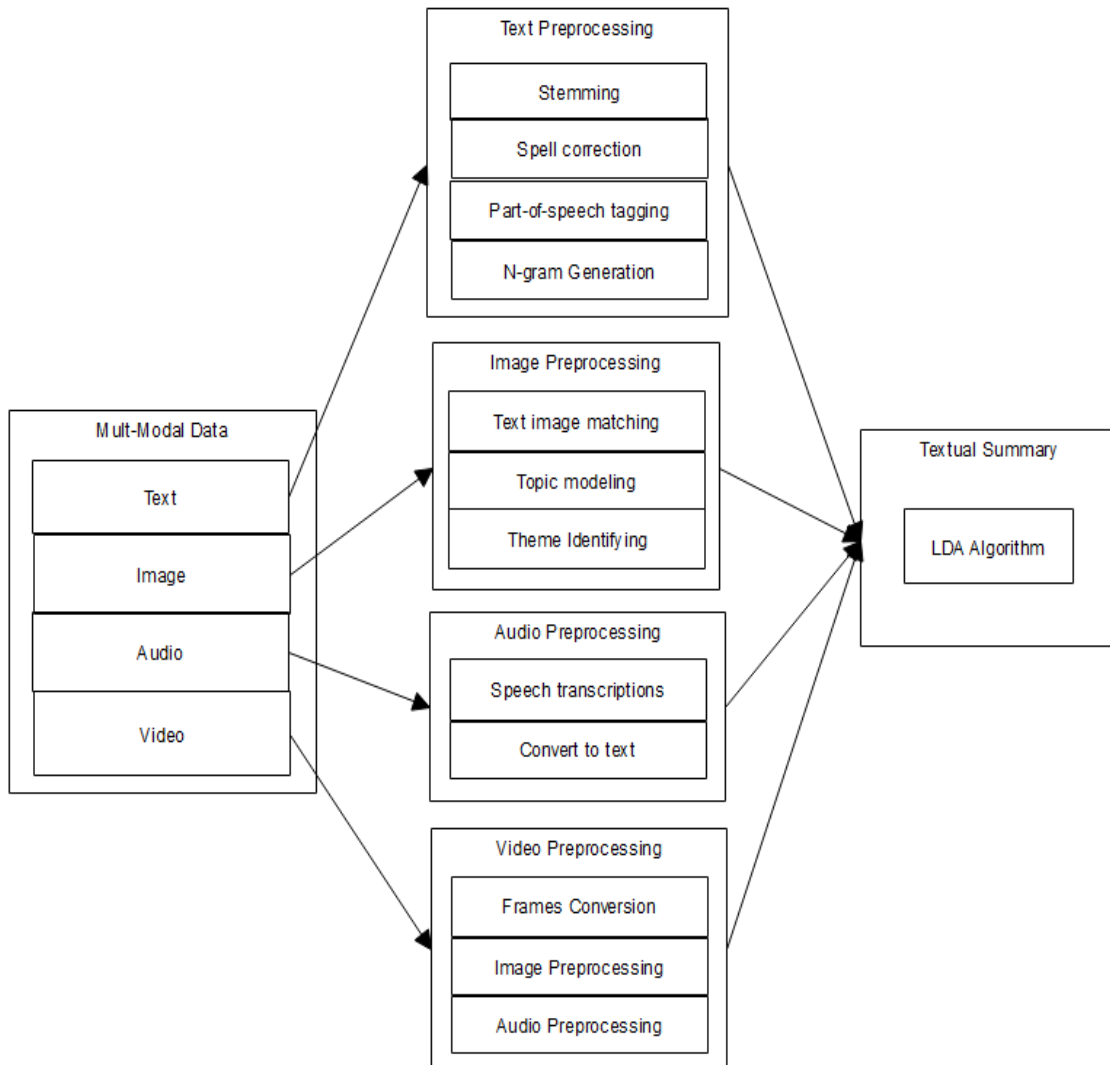 Text Preprocessing
Stemming
Spell correction
Part-of-speech tagging
N-gram Generation
Image Preprocessing
Text image matching
Topic modeling
Theme Identifying
Mult-Modal Data
Text
Image
Audio
Video
Audio Preprocessing
Speech transcriptions
Convert to text
Video Preprocessing
Frames Conversion
Image Preprocessing
Audio Preprocessing
Textual Summary
LDA Algorithm